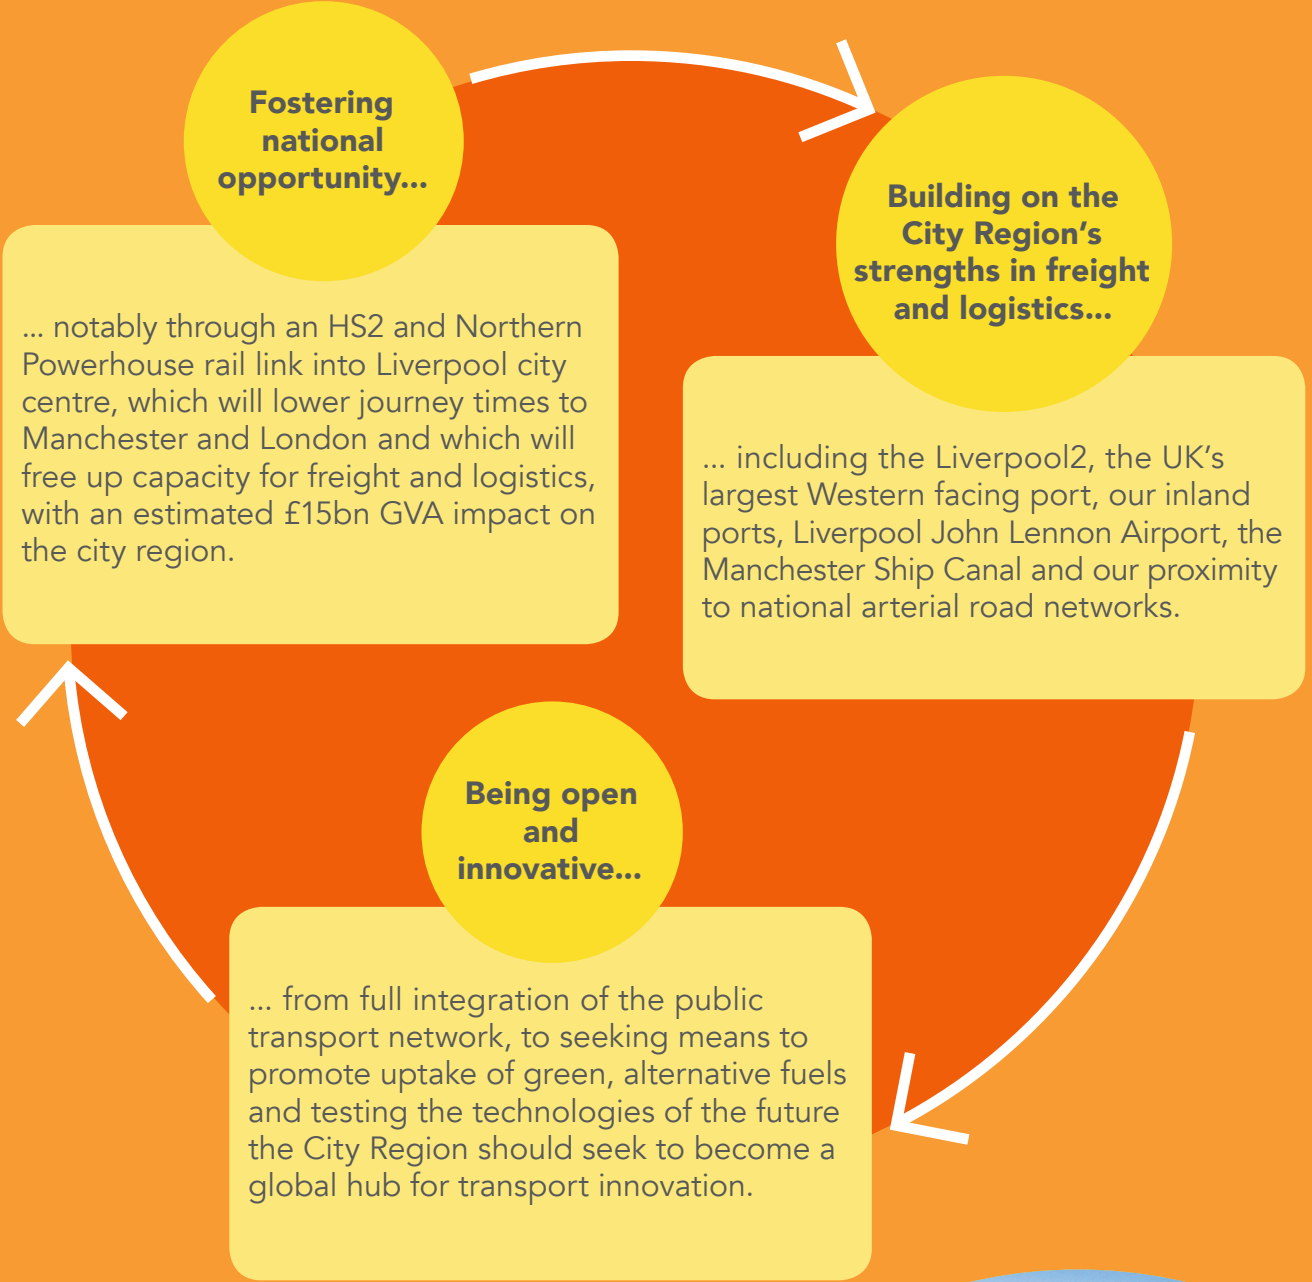 Fostering
national
opportunity...
... notably through an HS2 and Northern
Powerhouse rail link into Liverpool city
centre, which will lower journey times to
Manchester and London and which will
free up capacity for freight and logistics,
with an estimated £15bn GVA impact on
the city region.
Building on the
City Region’s
strengths in freight
and logistics...
... including the Liverpool2, the UK’s
largest Western facing port, our inland
ports, Liverpool John Lennon Airport, the
Manchester Ship Canal and our proximity
to national arterial road networks.
Being open
and
innovative...
... from full integration of the public
transport network, to seeking means to
promote uptake of green, alternative fuels
and testing the technologies of the future
the City Region should seek to become a
global hub for transport innovation.